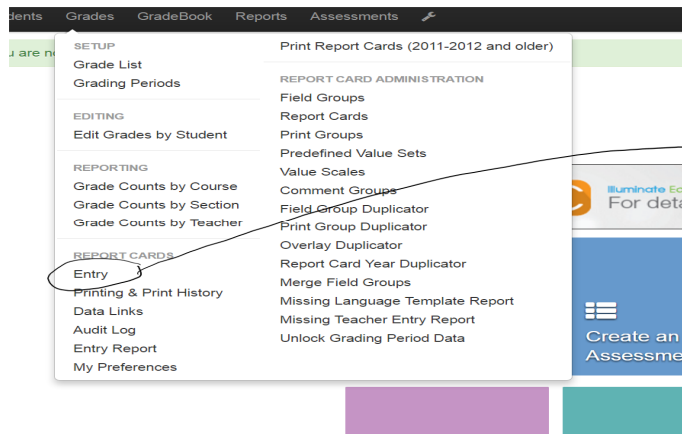 dents Grades GradeBook Reports Assessments
u are n
SETUP
Grade List
Grading Periods
EDITING
Edit Grades by Student
REPORTING
Grade Counts by Course
Grade Counts by Section
Grade Counts by Teacher
REPORT CARDS
Entry
Printing & Print History
Data Links
Audit Log
Entry Report
My Preferences
Print Report Cards (2011-2012 and older)
REPORT CARD ADMINISTRATION
Field Groups
Report Cards
Print Groups
Predefined Value Sets
Value Scales
Comment Groups
Field Group Duplicator
Print Group Duplicator
Overlay Duplicator
Report Card Year Duplicator
Merge Field Groups
Missing Language Template Report
Missing Teacher Entry Report
Unlock Grading Period Data
Illuminate Ed
For deta
Create an
Assessme